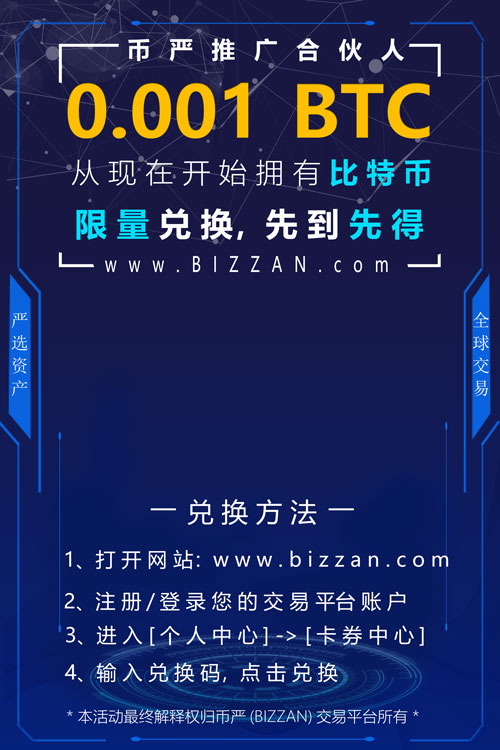 币严推广合伙人
0.001 BTC
从现在开始拥有比特币
限量兑换, 先到先得
www.BIZZAN.com
严选资产
全球交易
一兑换方法一
1、打开网站: www.bizzan.com
2、注册/登录您的交易平台账户
3、进入[个人中心]->[卡券中心]
4、输入兑换码, 点击兑换
* 本活动最终解释权归币严 (BIZZAN) 交易平台所有 *